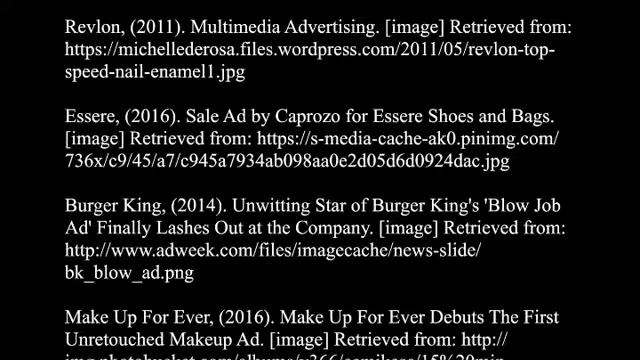 Revlon, (2011). Multimedia Advertising. [image] Retrieved from:
https://michellederosa.files.wordpress.com/2011/05/revlon-top-
speed-nail-enamel1.jpg
Essere, (2016). Sale Ad by Caprozo for Essere Shoes and Bags.
[image] Retrieved from: https://s-media-cache-ak0.pinimg.com/
736x/c9/45/a7/c945a7934ab098aa0e2d05d6d0924dac.jpg
Burger King, (2014). Unwitting Star of Burger King's 'Blow Job
Ad' Finally Lashes Out at the Company. [image] Retrieved from:
http://www.adweek.com/files/imagecache/news-slide/
bk_blow_ad.png
Make Up For Ever, (2016). Make Up For Ever Debuts The First
Unretouched Makeup Ad. [image] Retrieved from: http://